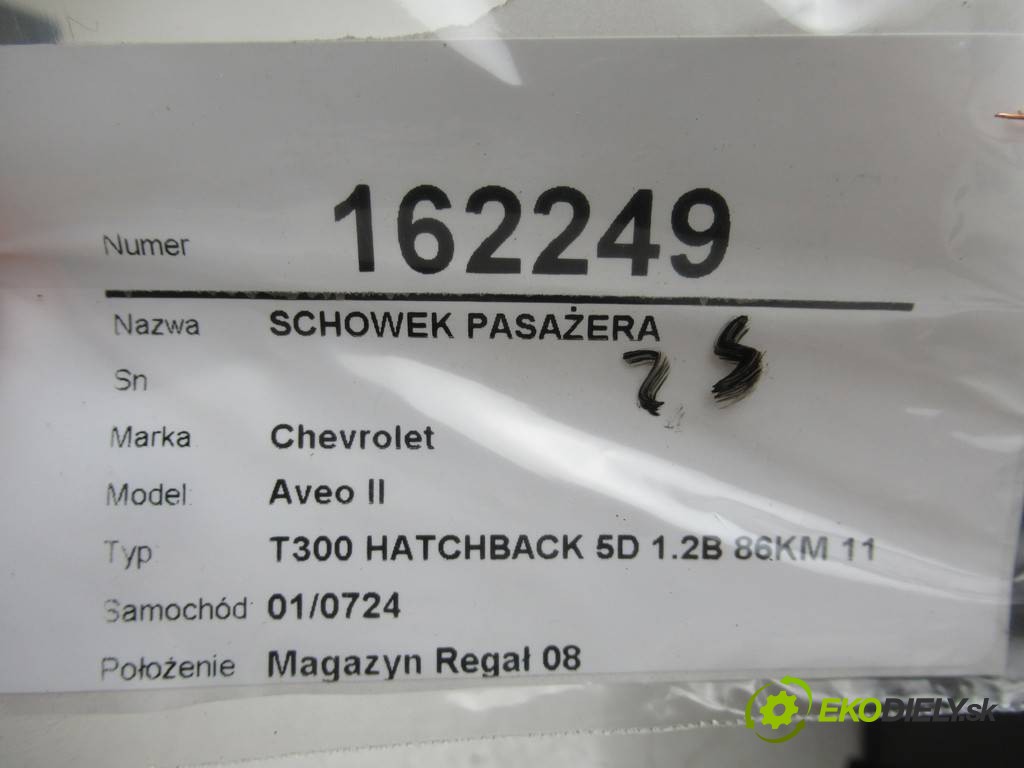 Numer 162249
Nazwa SCHOWEK PASAŻERA
Sn
Marka Chevrolet
Model Aveo II
Typ T300 HATCHBACK 5D 1.2B 86KM 11
Samochód 01/0724
Położenie Magazyn Regał 08
EKODIELY.sk